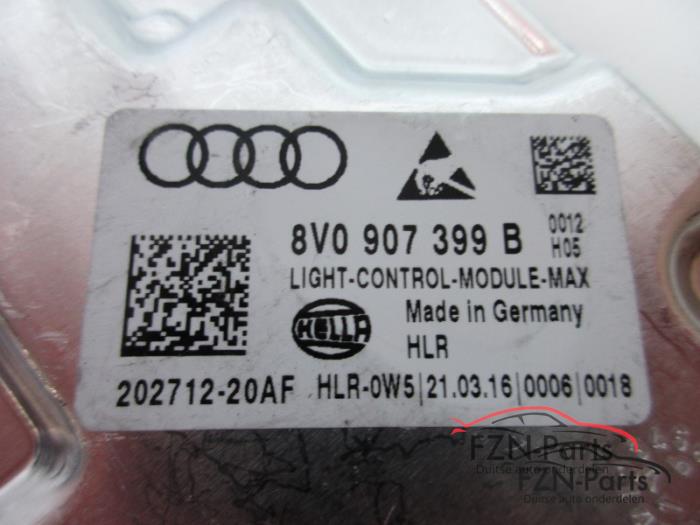 8V0 907 399 B
0012
H05
LIGHT-CONTROL-MODULE-MAX
HELLA
Made in Germany
HLR
202712-20AF HLR-0W5|21.03.16|0006|0018
FZN-Parts
Duitse auto onderdelen
FZN-Parts
Duitse auto onderdelen